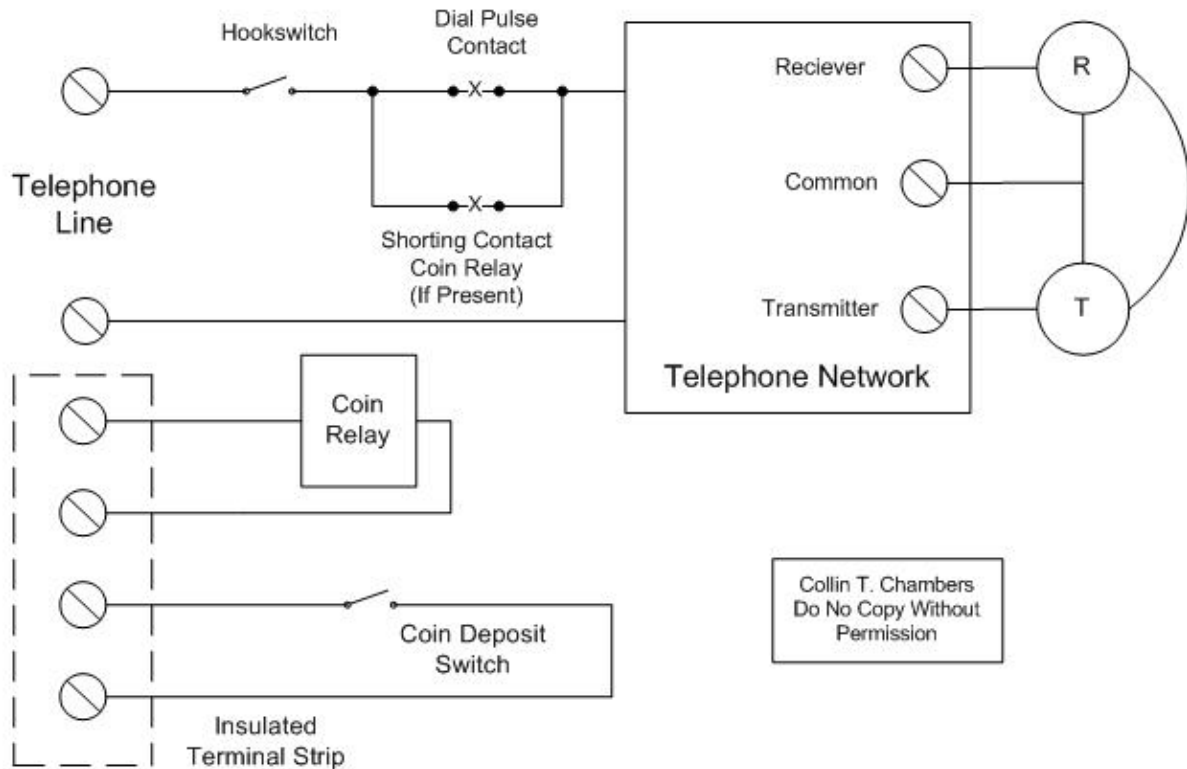 Hookswitch
Dial Pulse
Contact
X
Telephone
Line
X
Shorting Contact
Coin Relay
(If Present)
Reciever
Common
Transmitter
Telephone Network
R
T
Coin
Relay
Coin Deposit
Switch
Insulated
Terminal Strip
Collin T. Chambers
Do No Copy Without
Permission